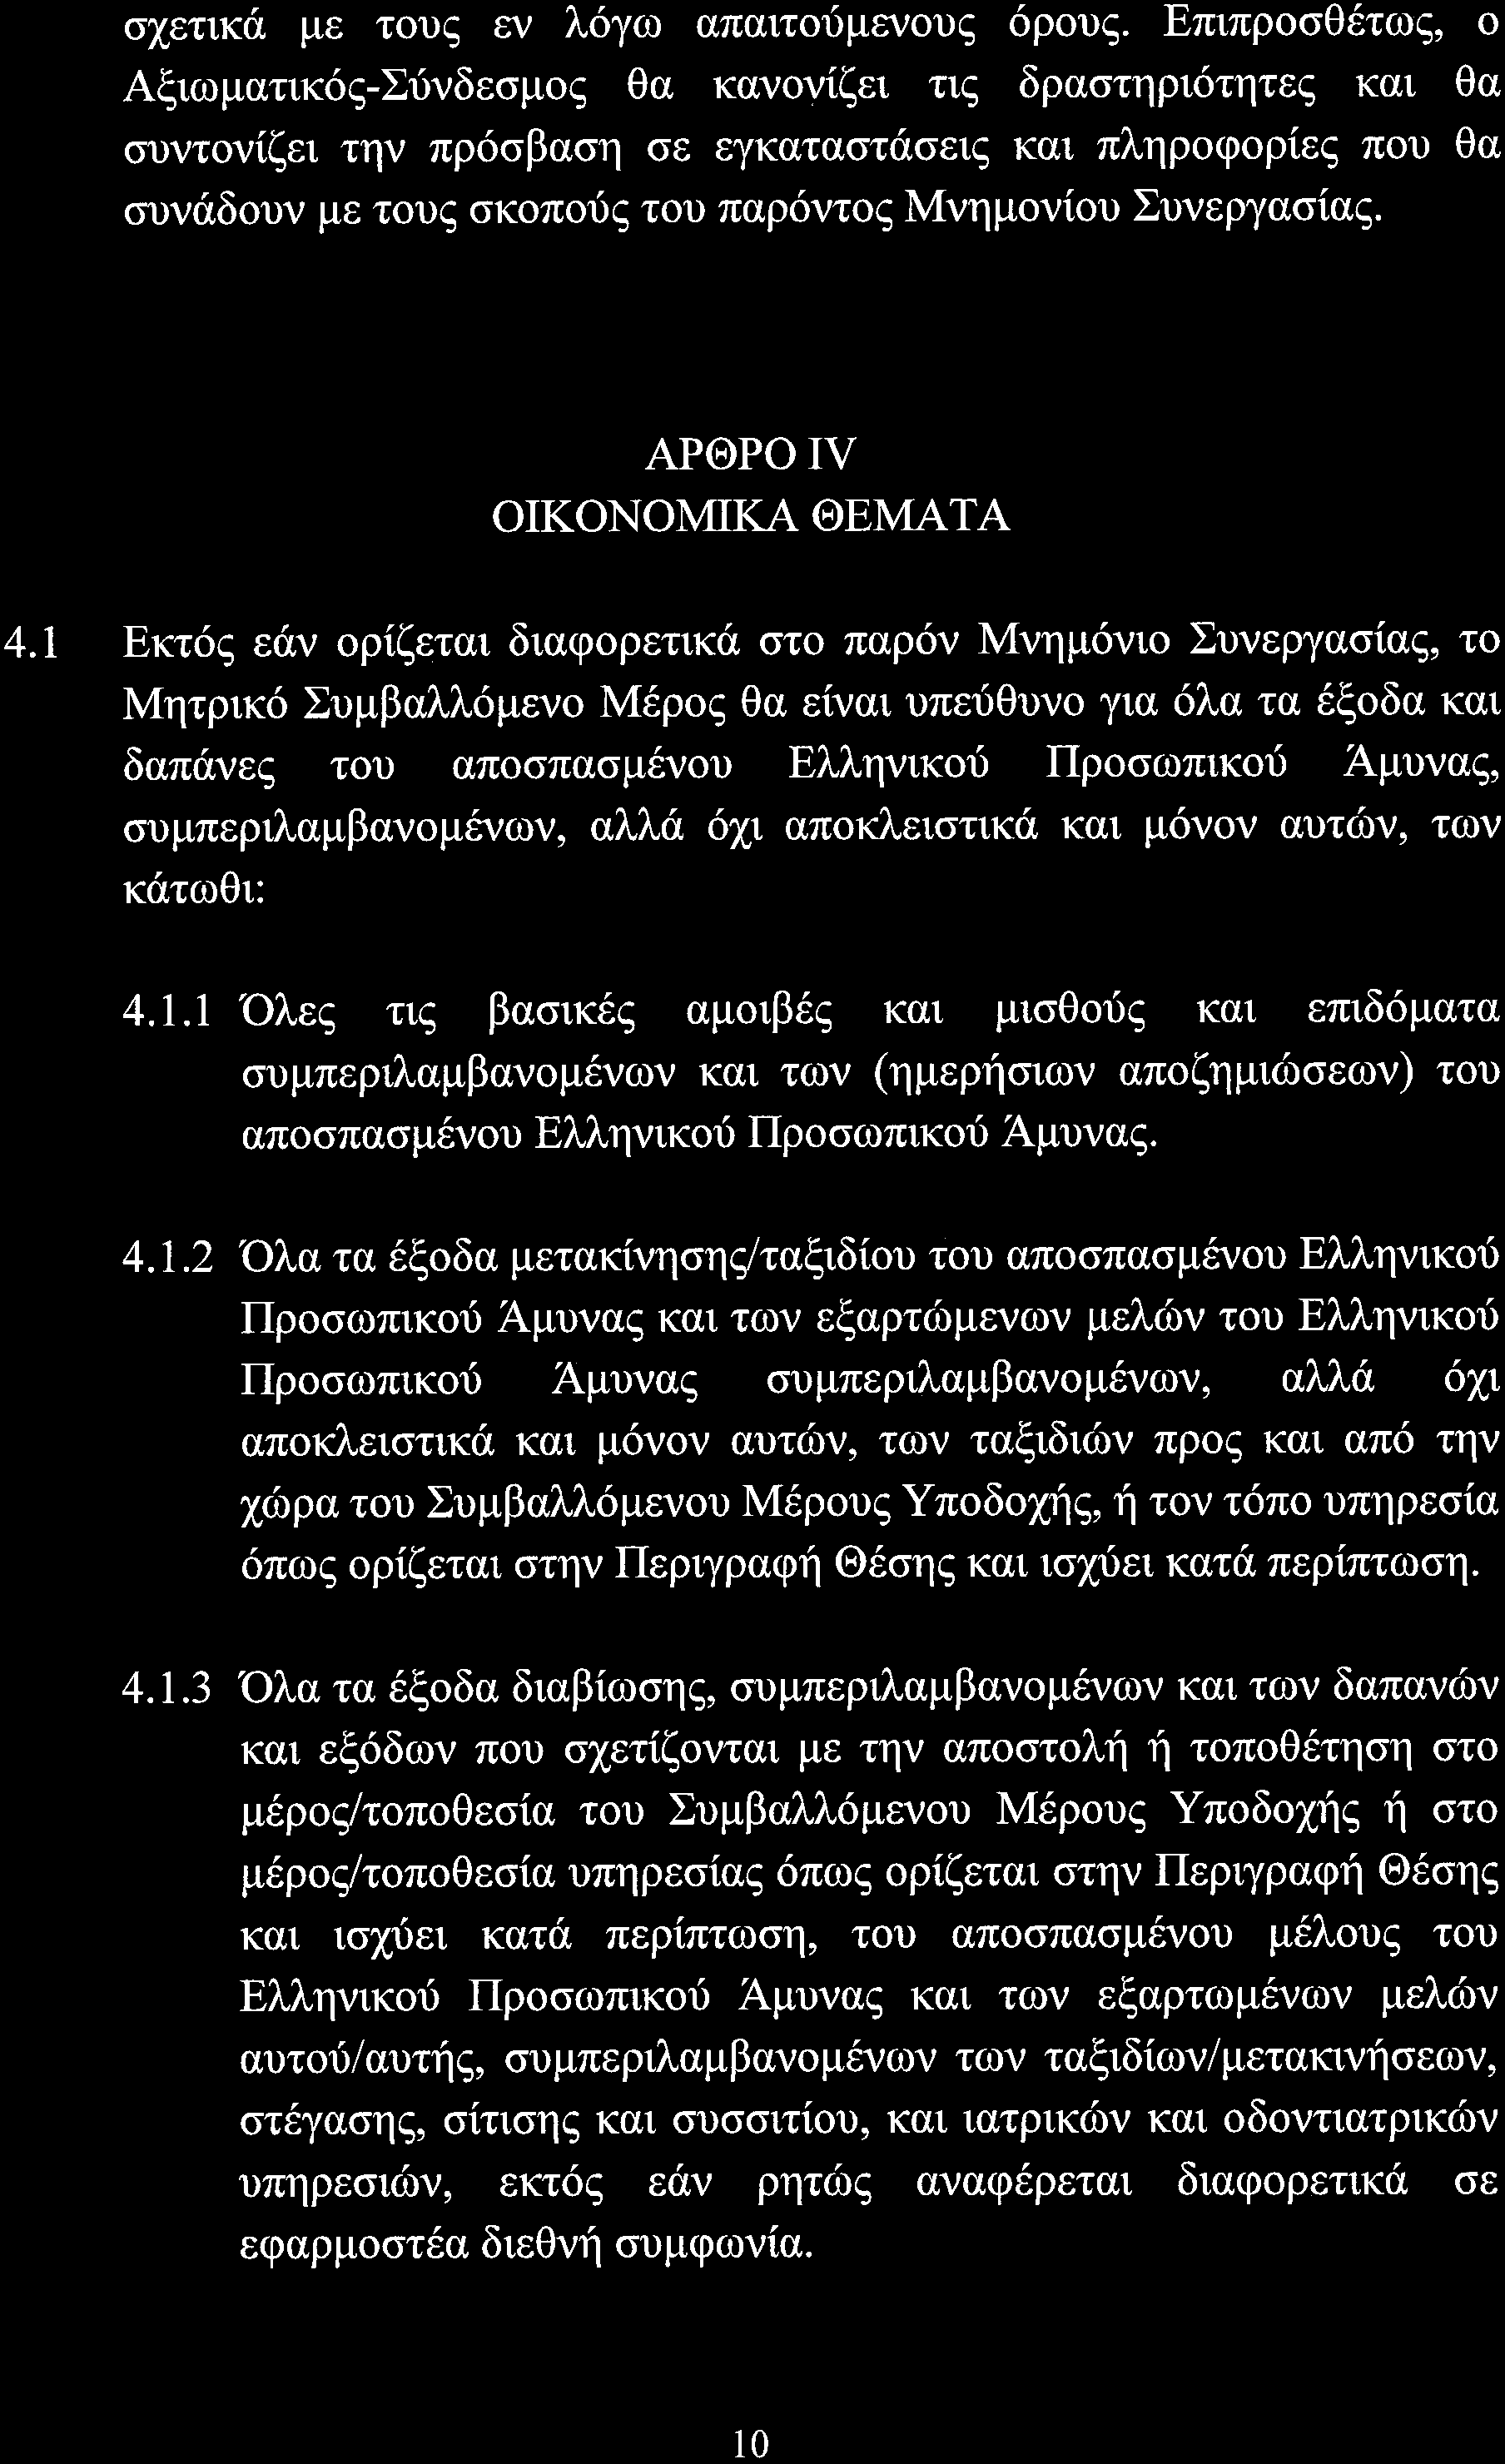 σχετικά με τους εν λόγω απαιτούμενους όρους. Επιπροσθέτως, ο
Αξιωματικός-Σύνδεσμος θα κανονίζει τις δραστηριότητες και θα
συντονίζει την πρόσβαση σε εγκαταστάσεις και πληροφορίες που θα
συνάδουν με τους σκοπούς του παρόντος Μνημονίου Συνεργασίας.
ΑΡΘΡΟ IV
ΟΙΚΟΝΟΜΙΚΑ ΘΕΜΑΤΑ
4.1 Εκτός εάν ορίζεται διαφορετικά στο παρόν Μνημόνιο Συνεργασίας, το
Μητρικό Συμβαλλόμενο Μέρος θα είναι υπεύθυνο για όλα τα έξοδα και
δαπάνες του αποσπασμένου Ελληνικού Προσωπικού Άμυνας,
συμπεριλαμβανομένων, αλλά όχι αποκλειστικά και μόνον αυτών, των
κάτωθι:
4.1.1 Όλες τις βασικές αμοιβές και μισθούς και επιδόματα
συμπεριλαμβανομένων και των (ημερήσιων αποζημιώσεων) του
αποσπασμένου Ελληνικού Προσωπικού Άμυνας.
4.1.2 Όλα τα έξοδα μετακίνησης/ταξιδίου του αποσπασμένου Ελληνικού
Προσωπικού Άμυνας και των εξαρτώμενων μελών του Ελληνικού
Προσωπικού Άμυνας συμπεριλαμβανομένων, αλλά όχι
αποκλειστικά και μόνον αυτών, των ταξιδιών προς και από την
χώρα του Συμβαλλόμενου Μέρους Υποδοχής, ή τον τόπο υπηρεσία
όπως ορίζεται στην Περιγραφή Θέσης και ισχύει κατά περίπτωση.
4.1.3 Όλα τα έξοδα διαβίωσης, συμπεριλαμβανομένων και των δαπανών
και εξόδων που σχετίζονται με την αποστολή ή τοποθέτηση στο
μέρος/τοποθεσία του Συμβαλλόμενου Μέρους Υποδοχής ή στο
μέρος/τοποθεσία υπηρεσίας όπως ορίζεται στην Περιγραφή Θέσης
και ισχύει κατά περίπτωση, του αποσπασμένου μέλους του
Ελληνικού Προσωπικού Άμυνας και των εξαρτωμένων μελών
αυτού/αυτής, συμπεριλαμβανομένων των ταξιδίων/μετακινήσεων,
στέγασης, σίτισης και συσσιτίου, και ιατρικών και οδοντιατρικών
υπηρεσιών, εκτός εάν ρητώς αναφέρεται διαφορετικά σε
εφαρμοστέα διεθνή συμφωνία.
10